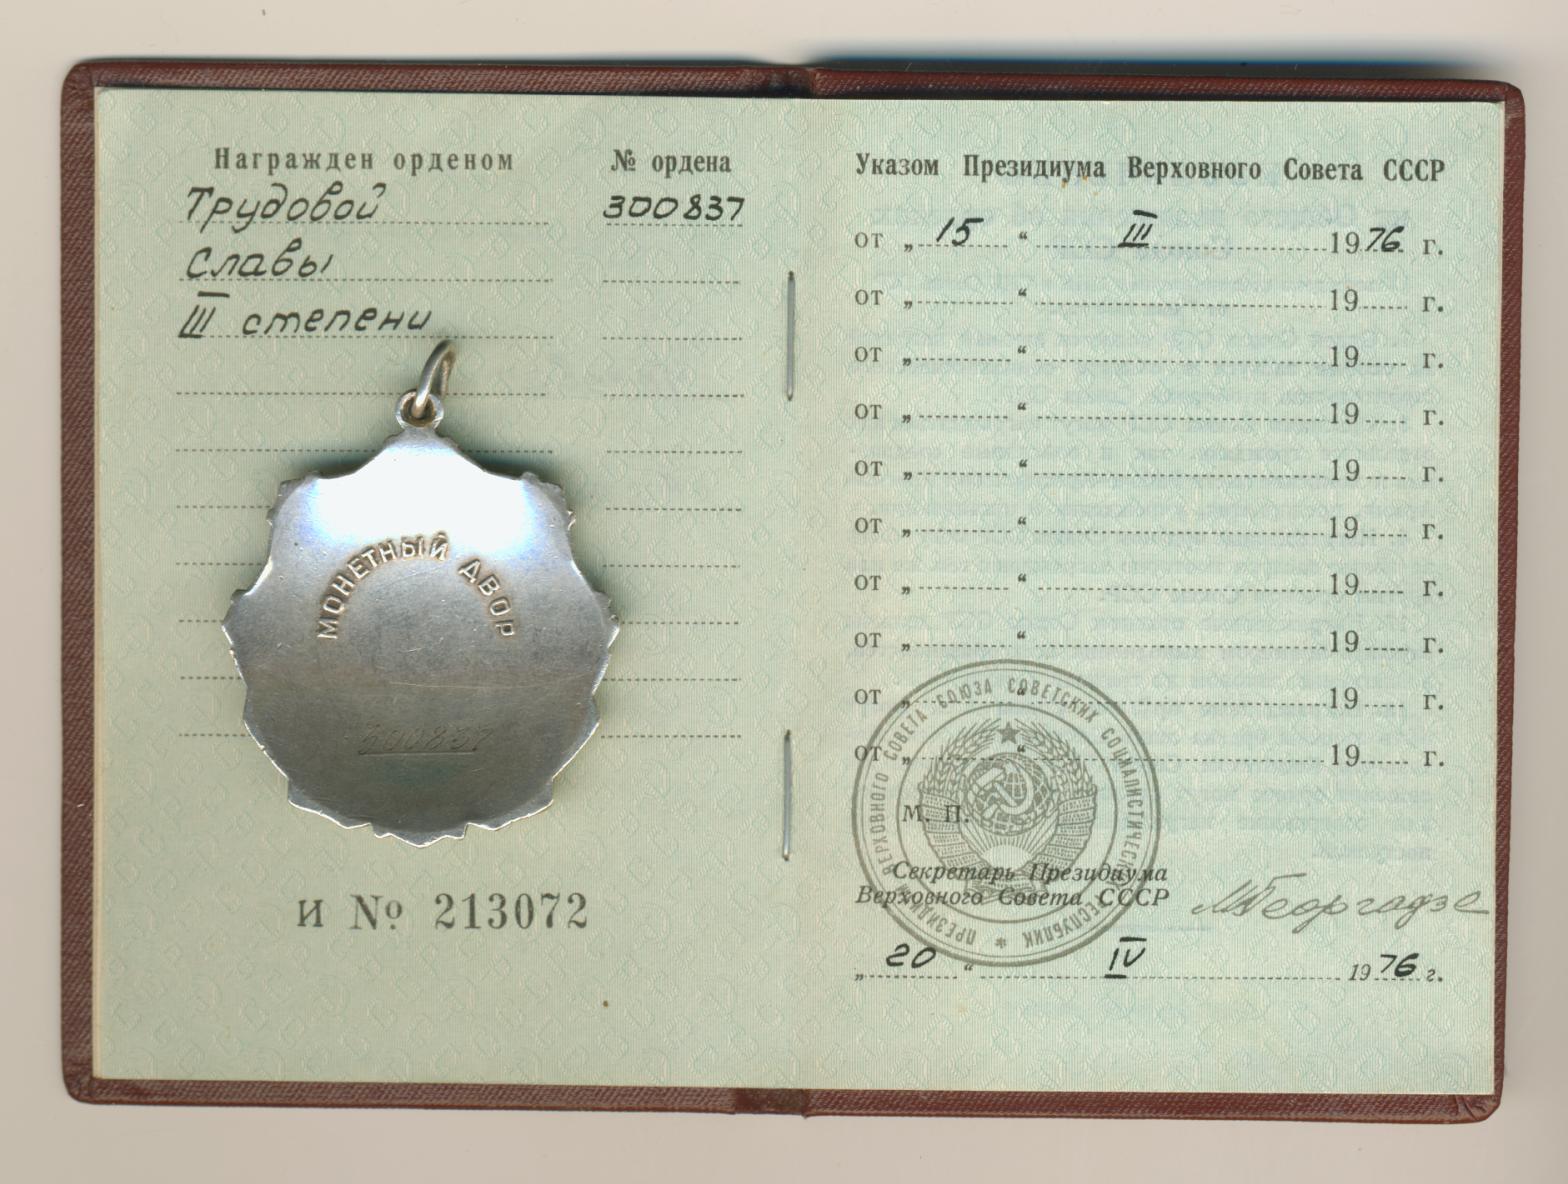 Награжден орденом № ордена
Трудовой 300837
Славы
III степени
МОНЕТНЫЙ ДВОР
300837
И № 213072
Указом Президиума Верховного Совета СССР
от „ 15 “ III 1976 г.
от „ “ 19 г.
от „ “ 19 г.
от „ “ 19 г.
от „ “ 19 г.
от „ “ 19 г.
от „ “ 19 г.
от „ “ 19 г.
от „ “ 19 г.
от „ “ 19 г.
М. П.
ПРЕЗИДИУМ ВЕРХОВНОГО СОВЕТА СОЮЗА СОВЕТСКИХ СОЦИАЛИСТИЧЕСКИХ РЕСПУБЛИК
Секретарь Президиума
Верховного Совета СССР
МГеоргадзе
„ 20 “ IV 1976 г.